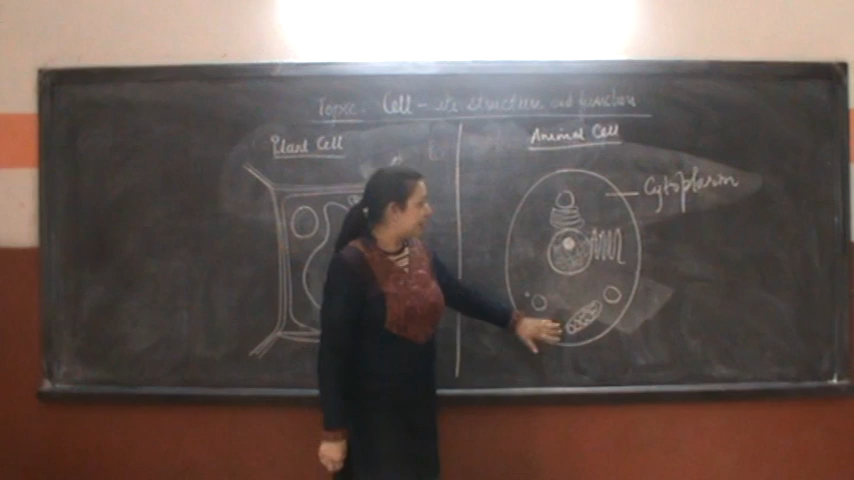 Topic: Cell - its structure and function
Plant Cell
Animal Cell
Cytoplasm